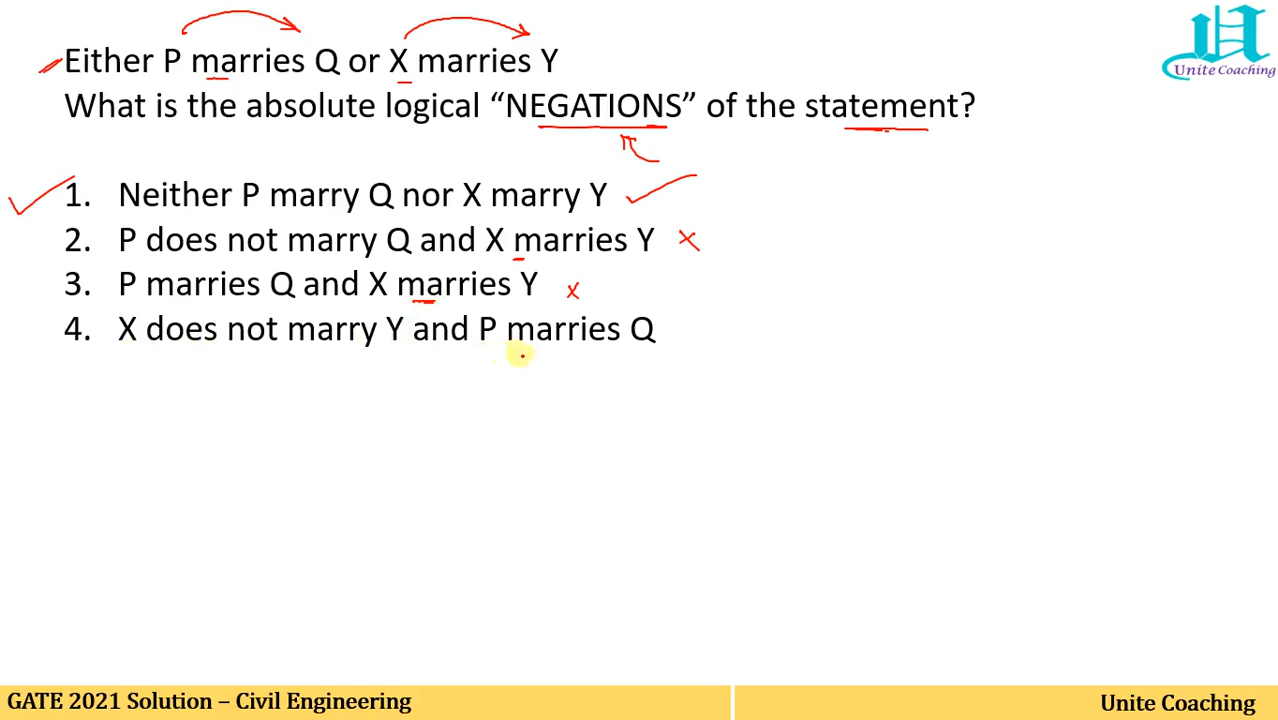 Either P marries Q or X marries Y
Unite Coaching
What is the absolute logical “NEGATIONS” of the statement?
1. Neither P marry Q nor X marry Y
2. P does not marry Q and X marries Y
3. P marries Q and X marries Y
4. X does not marry Y and P marries Q
GATE 2021 Solution – Civil Engineering
Unite Coaching